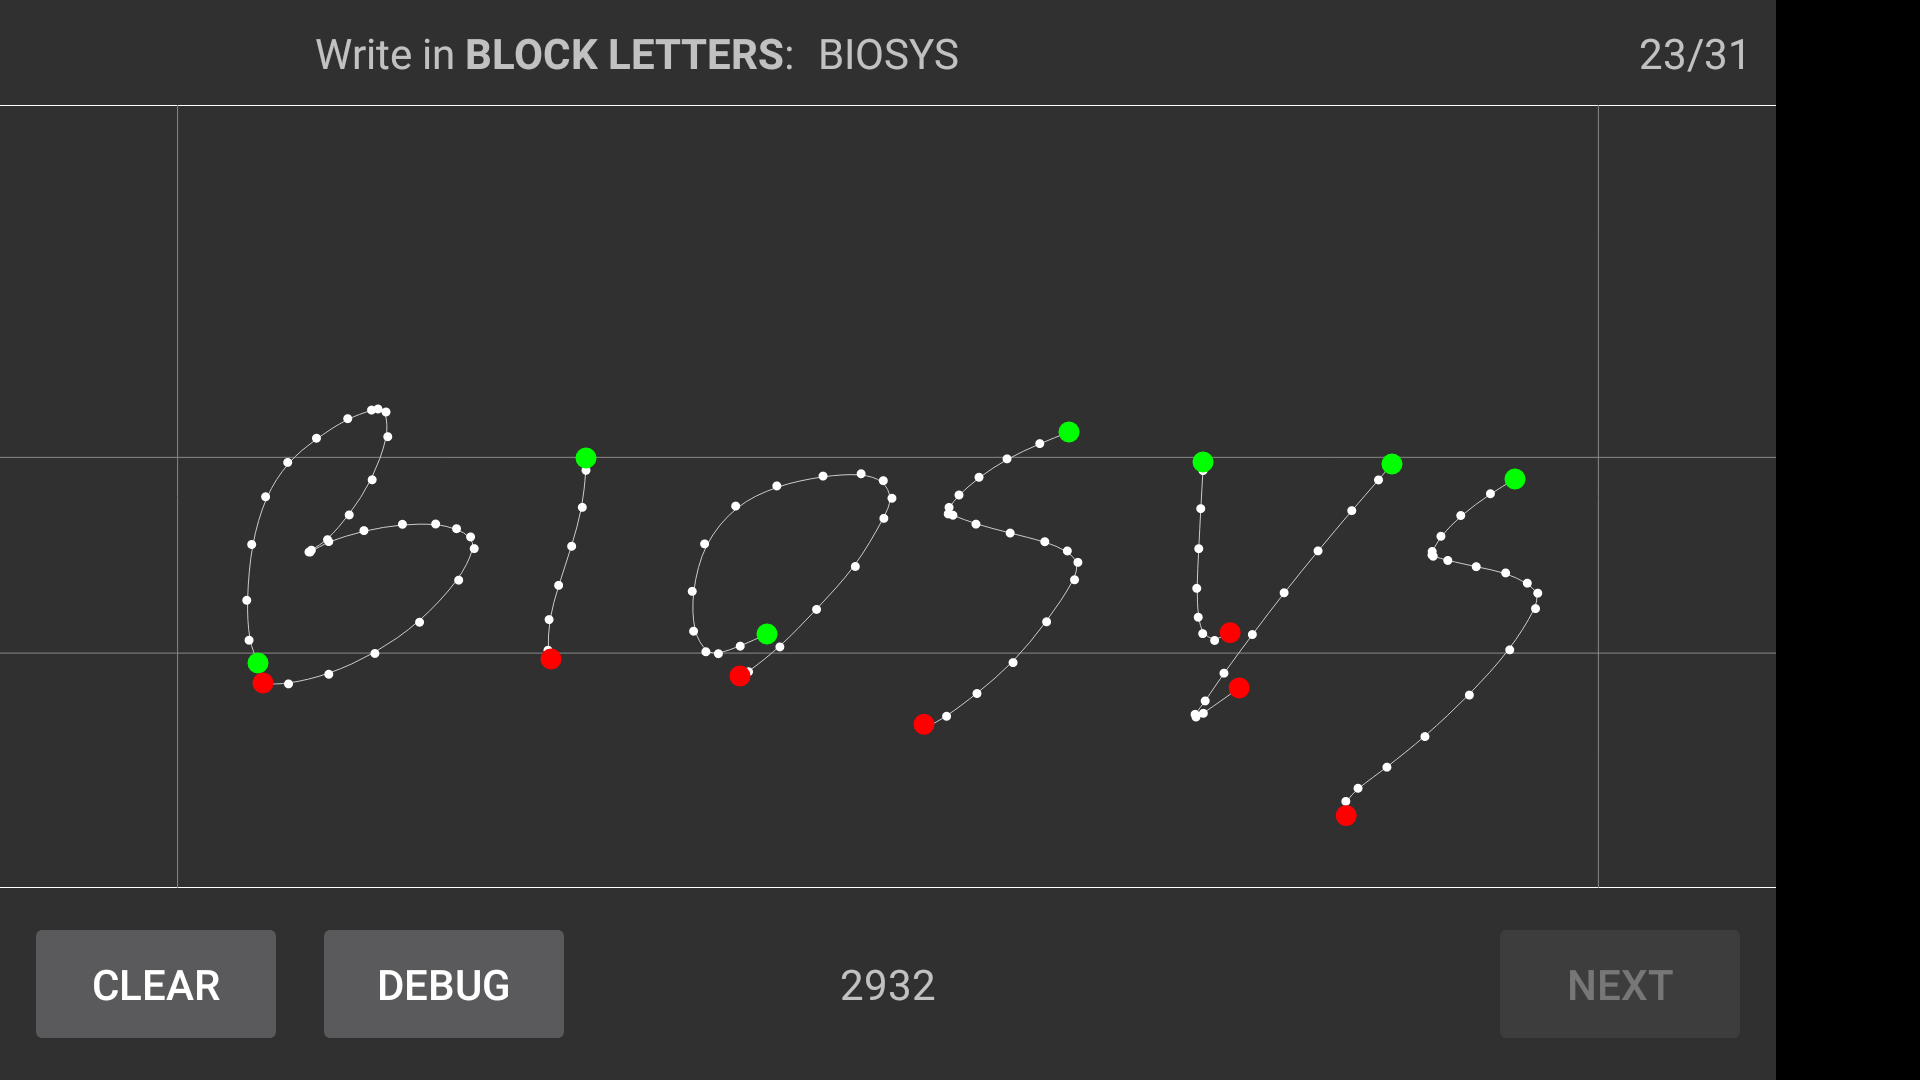 Write in BLOCK LETTERS: BIOSYS 23/31
BIOSYS
CLEAR DEBUG 2932 NEXT